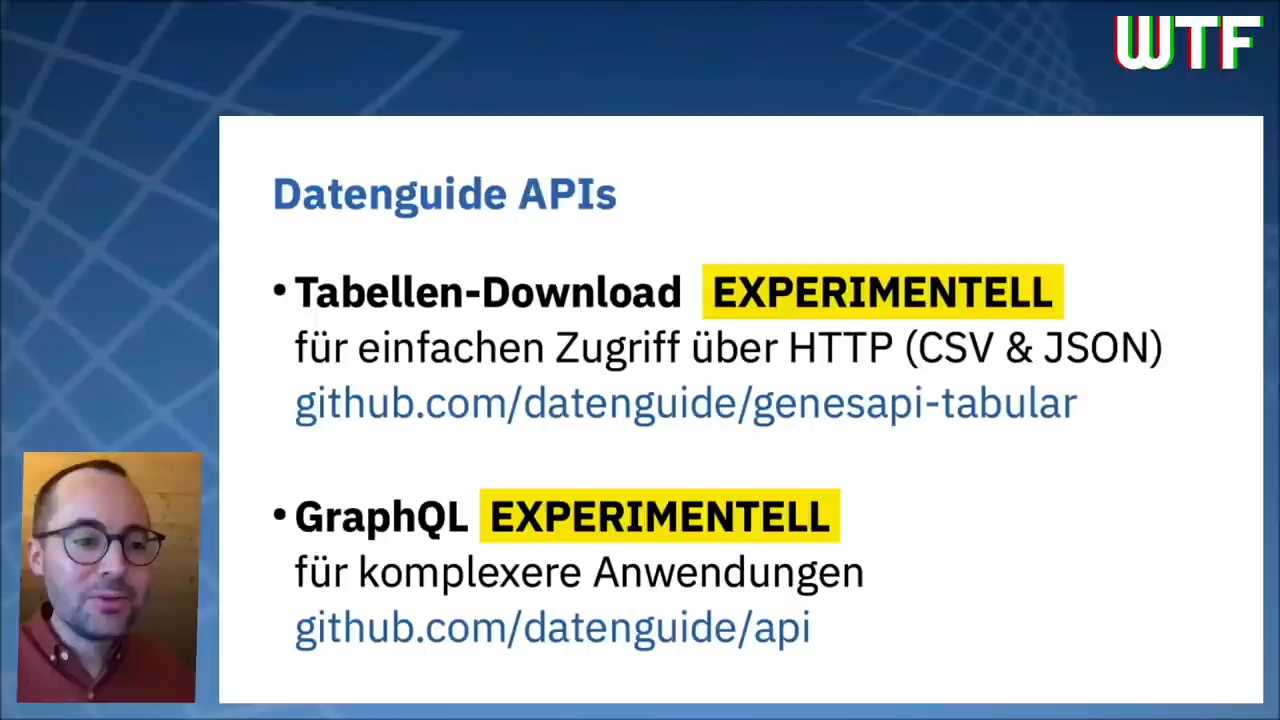 WTF
Datenguide APIs
• Tabellen-Download EXPERIMENTELL
für einfachen Zugriff über HTTP (CSV & JSON)
github.com/datenguide/genesapi-tabular
• GraphQL EXPERIMENTELL
für komplexere Anwendungen
github.com/datenguide/api